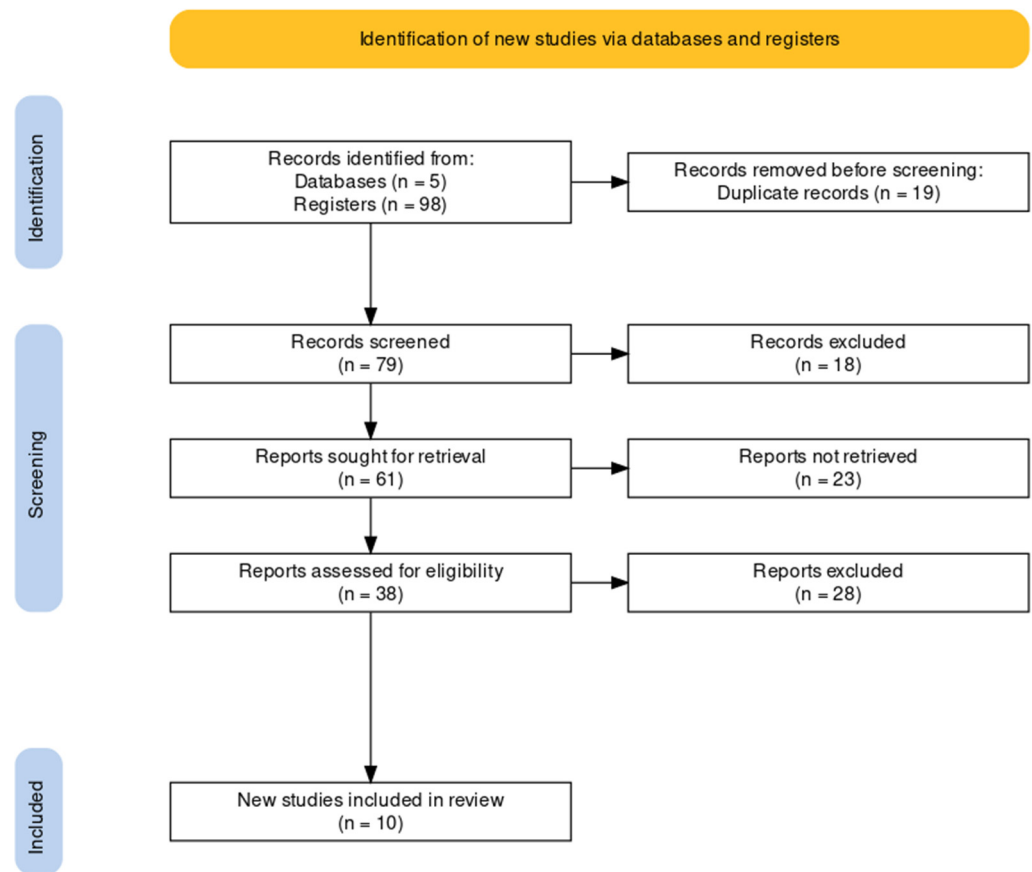 Identification of new studies via databases and registers
Identification
Records identified from:
Databases (n = 5)
Registers (n = 98)
Records removed before screening:
Duplicate records (n = 19)
Screening
Records screened
(n = 79)
Records excluded
(n = 18)
Reports sought for retrieval
(n = 61)
Reports not retrieved
(n = 23)
Reports assessed for eligibility
(n = 38)
Reports excluded
(n = 28)
Included
New studies included in review
(n = 10)